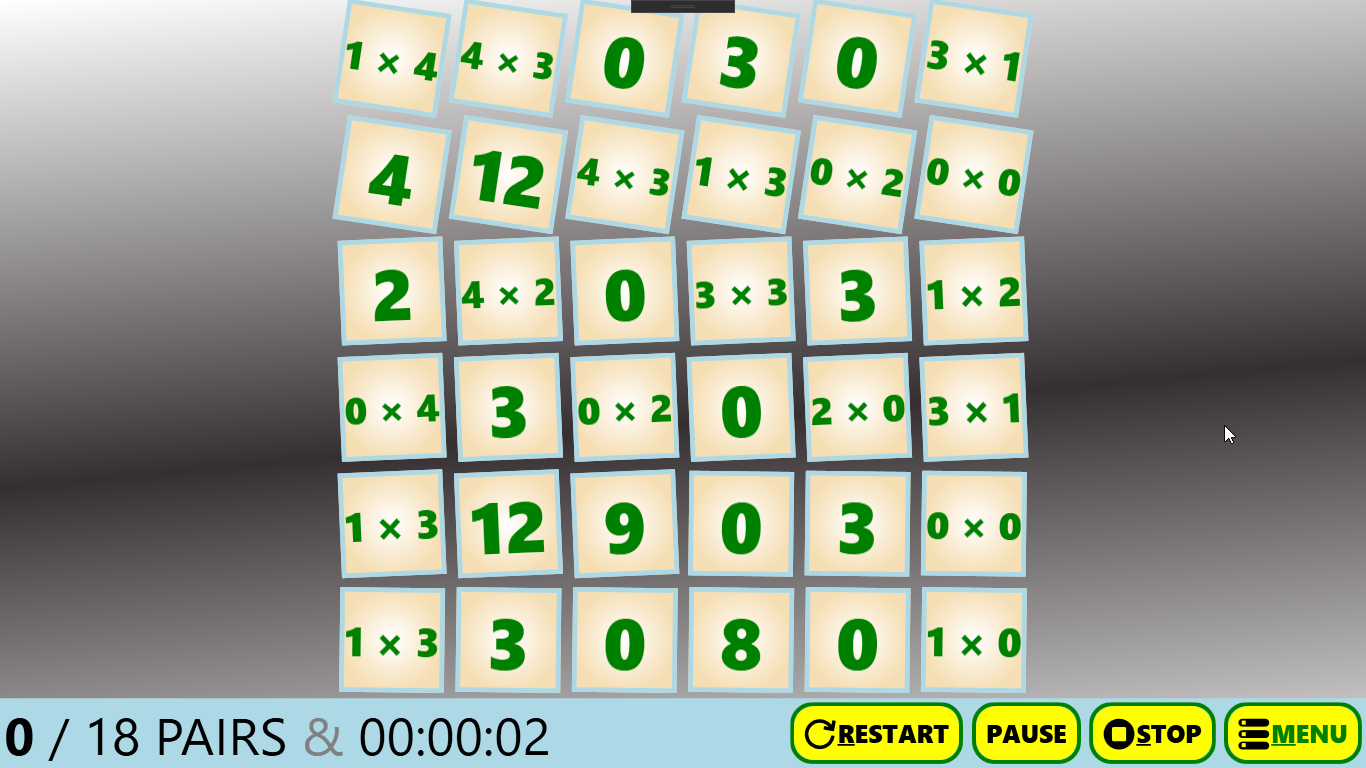 1 × 4 4 × 3 0 3 0 3 × 1
4 12 4 × 3 1 × 3 0 × 2 0 × 0
2 4 × 2 0 3 × 3 3 1 × 2
0 × 4 3 0 × 2 0 2 × 0 3 × 1
1 × 3 12 9 0 3 0 × 0
1 × 3 3 0 8 0 1 × 0
0 / 18 PAIRS & 00:00:02 RESTART PAUSE STOP MENU